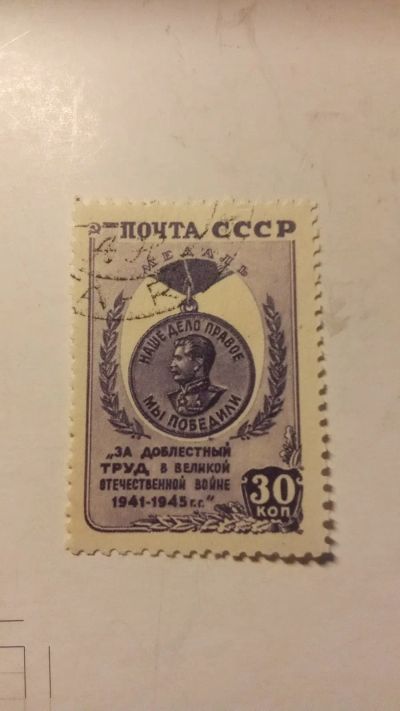 ПОЧТА СССР
МЕДАЛЬ
НАШЕ ДЕЛО ПРАВОЕ
МЫ ПОБЕДИЛИ
„ЗА ДОБЛЕСТНЫЙ
ТРУД В ВЕЛИКОЙ
ОТЕЧЕСТВЕННОЙ ВОЙНЕ
1941-1945 г.г."
30
КОП